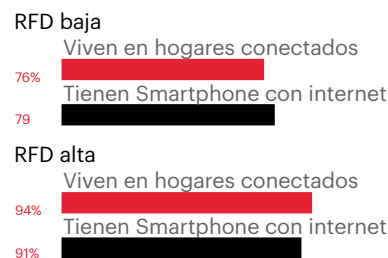 RFD baja
Viven en hogares conectados
76%
Tienen Smartphone con internet
79
RFD alta
Viven en hogares conectados
94%
Tienen Smartphone con internet
91%